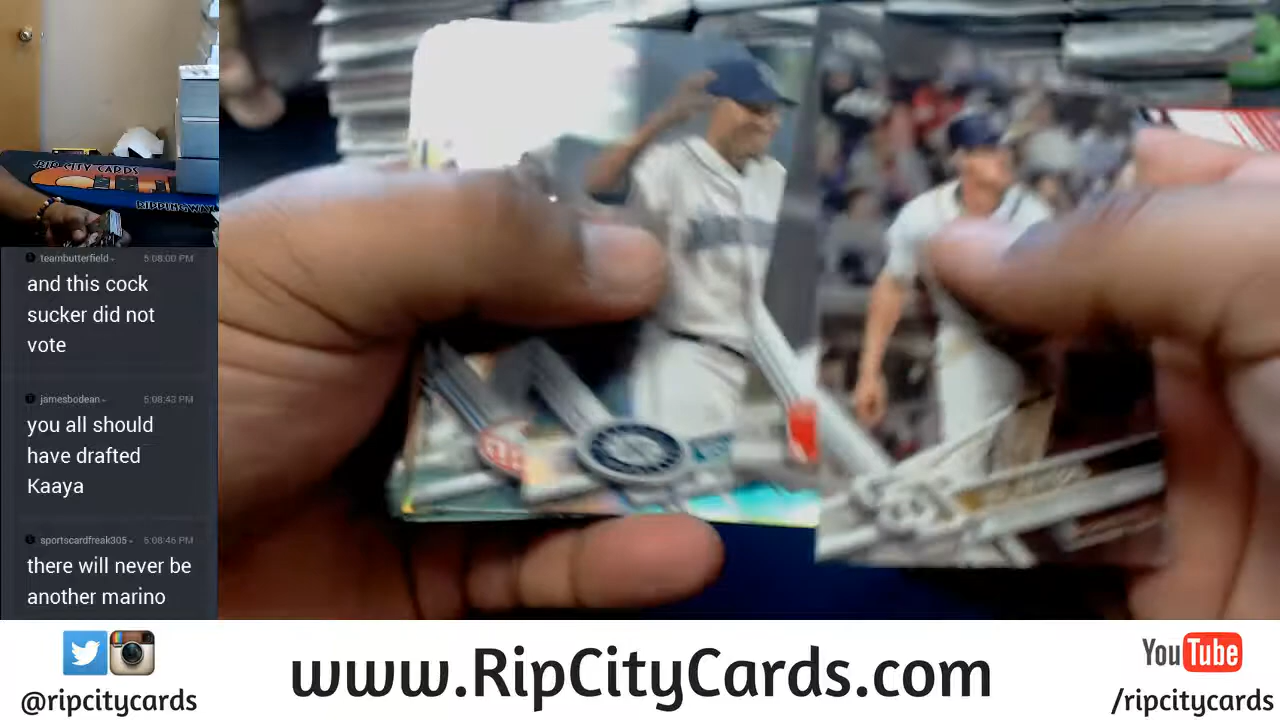 RIP CITY CARDS
RIPPINGWAX
teambutterfield
5:08:00 PM
and this cock
sucker did not
vote
jamesbodean
5:08:43 PM
you all should
have drafted
Kaaya
sportscardfreak305
5:08:46 PM
there will never be
another marino
@ripcitycards
www.RipCityCards.com
YouTube
/ripcitycards